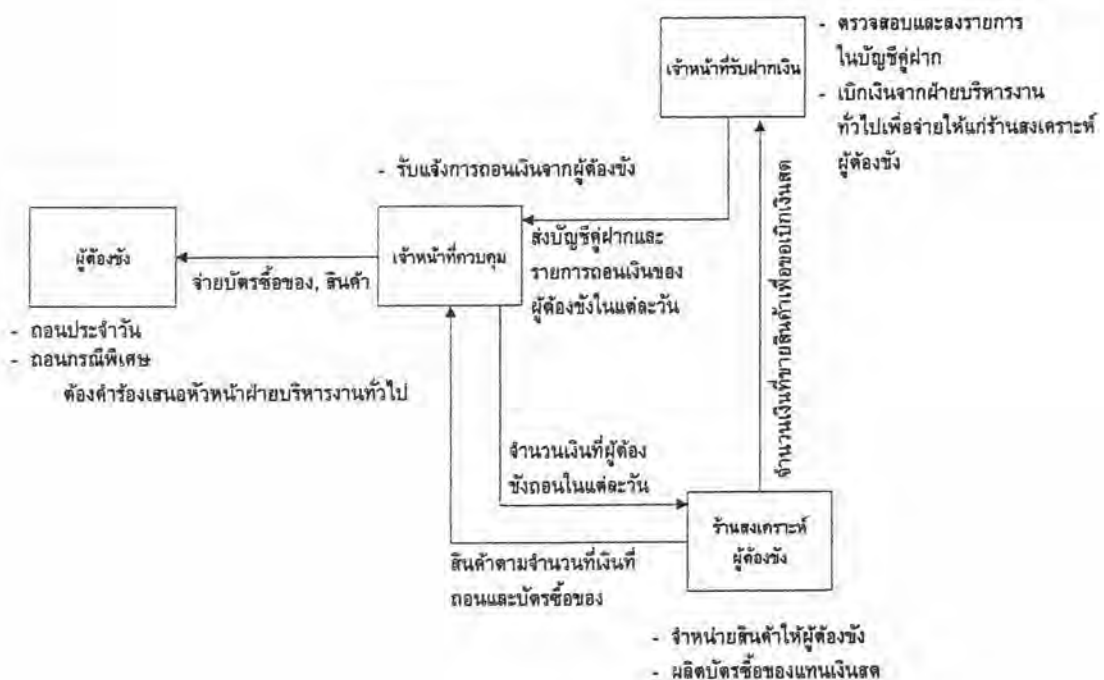 เจ้าหน้าที่รับฝากเงิน
- ตรวจสอบและลงรายการ
ในบัญชีคู่ฝาก
- เบิกเงินจากฝ่ายบริหารงาน
ทั่วไปเพื่อจ่ายให้แก่ร้านสงเคราะห์
ผู้ต้องขัง
- รับแจ้งการถอนเงินจากผู้ต้องขัง
ผู้ต้องขัง
จ่ายบัตรซื้อของ, สินค้า
เจ้าหน้าที่ควบคุม
ส่งบัญชีคู่ฝากและ
รายการถอนเงินของ
ผู้ต้องขังในแต่ละวัน
จำนวนเงินที่ขายสินค้าเพื่อขอเบิกเงินสด
- ถอนประจำวัน
- ถอนกรณีพิเศษ
ต้องคำร้องเสนอหัวหน้าฝ่ายบริหารงานทั่วไป
จำนวนเงินที่ผู้ต้อง
ขังถอนในแต่ละวัน
ร้านสงเคราะห์
ผู้ต้องขัง
สินค้าตามจำนวนที่เงินที่
ถอนและบัตรซื้อของ
- จำหน่ายสินค้าให้ผู้ต้องขัง
- ผลิตบัตรซื้อของแทนเงินสด